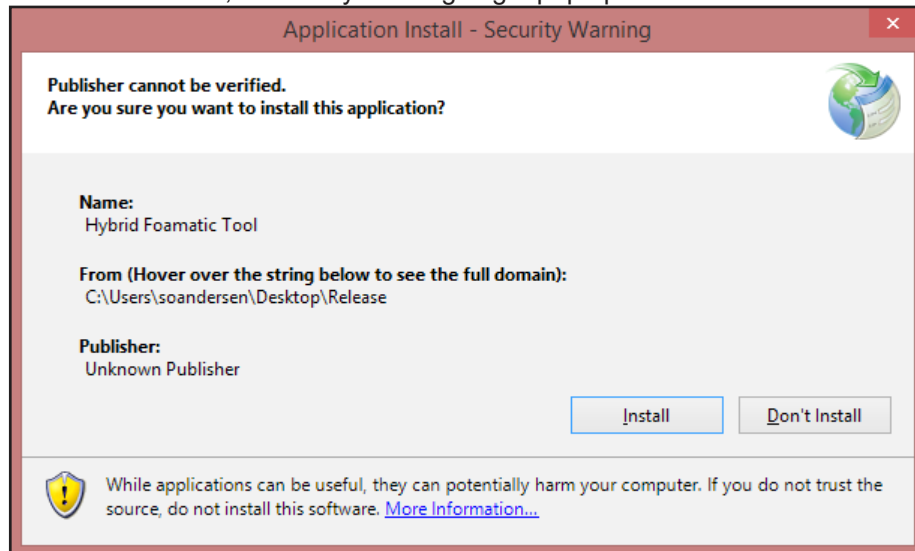 Application Install - Security Warning
Publisher cannot be verified.
Are you sure you want to install this application?
Name:
Hybrid Foamatic Tool
From (Hover over the string below to see the full domain):
C:\Users\soandersen\Desktop\Release
Publisher:
Unknown Publisher
Install Don't Install
While applications can be useful, they can potentially harm your computer. If you do not trust the
source, do not install this software. More Information...